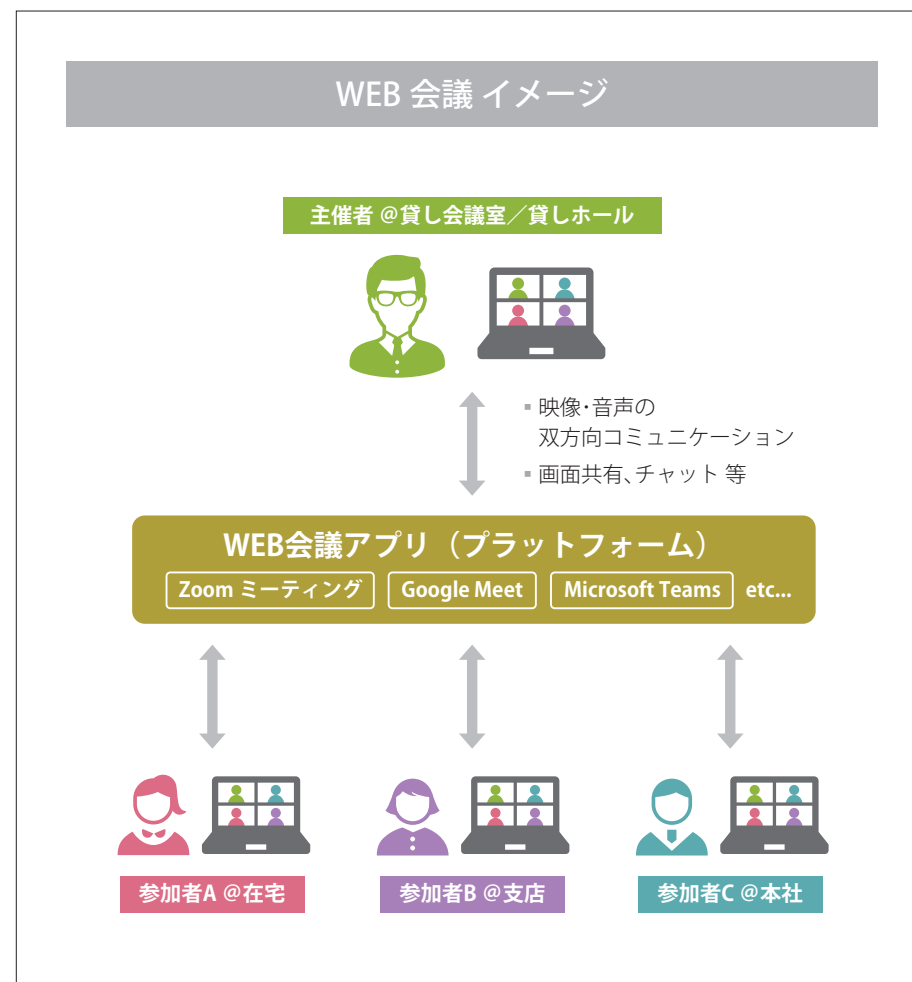 WEB 会議 イメージ
主催者 @貸し会議室／貸しホール
▪ 映像・音声の
双方向コミュニケーション
▪ 画面共有、チャット 等
WEB会議アプリ（プラットフォーム）
Zoom ミーティング Google Meet Microsoft Teams etc...
参加者A @在宅 参加者B @支店 参加者C @本社